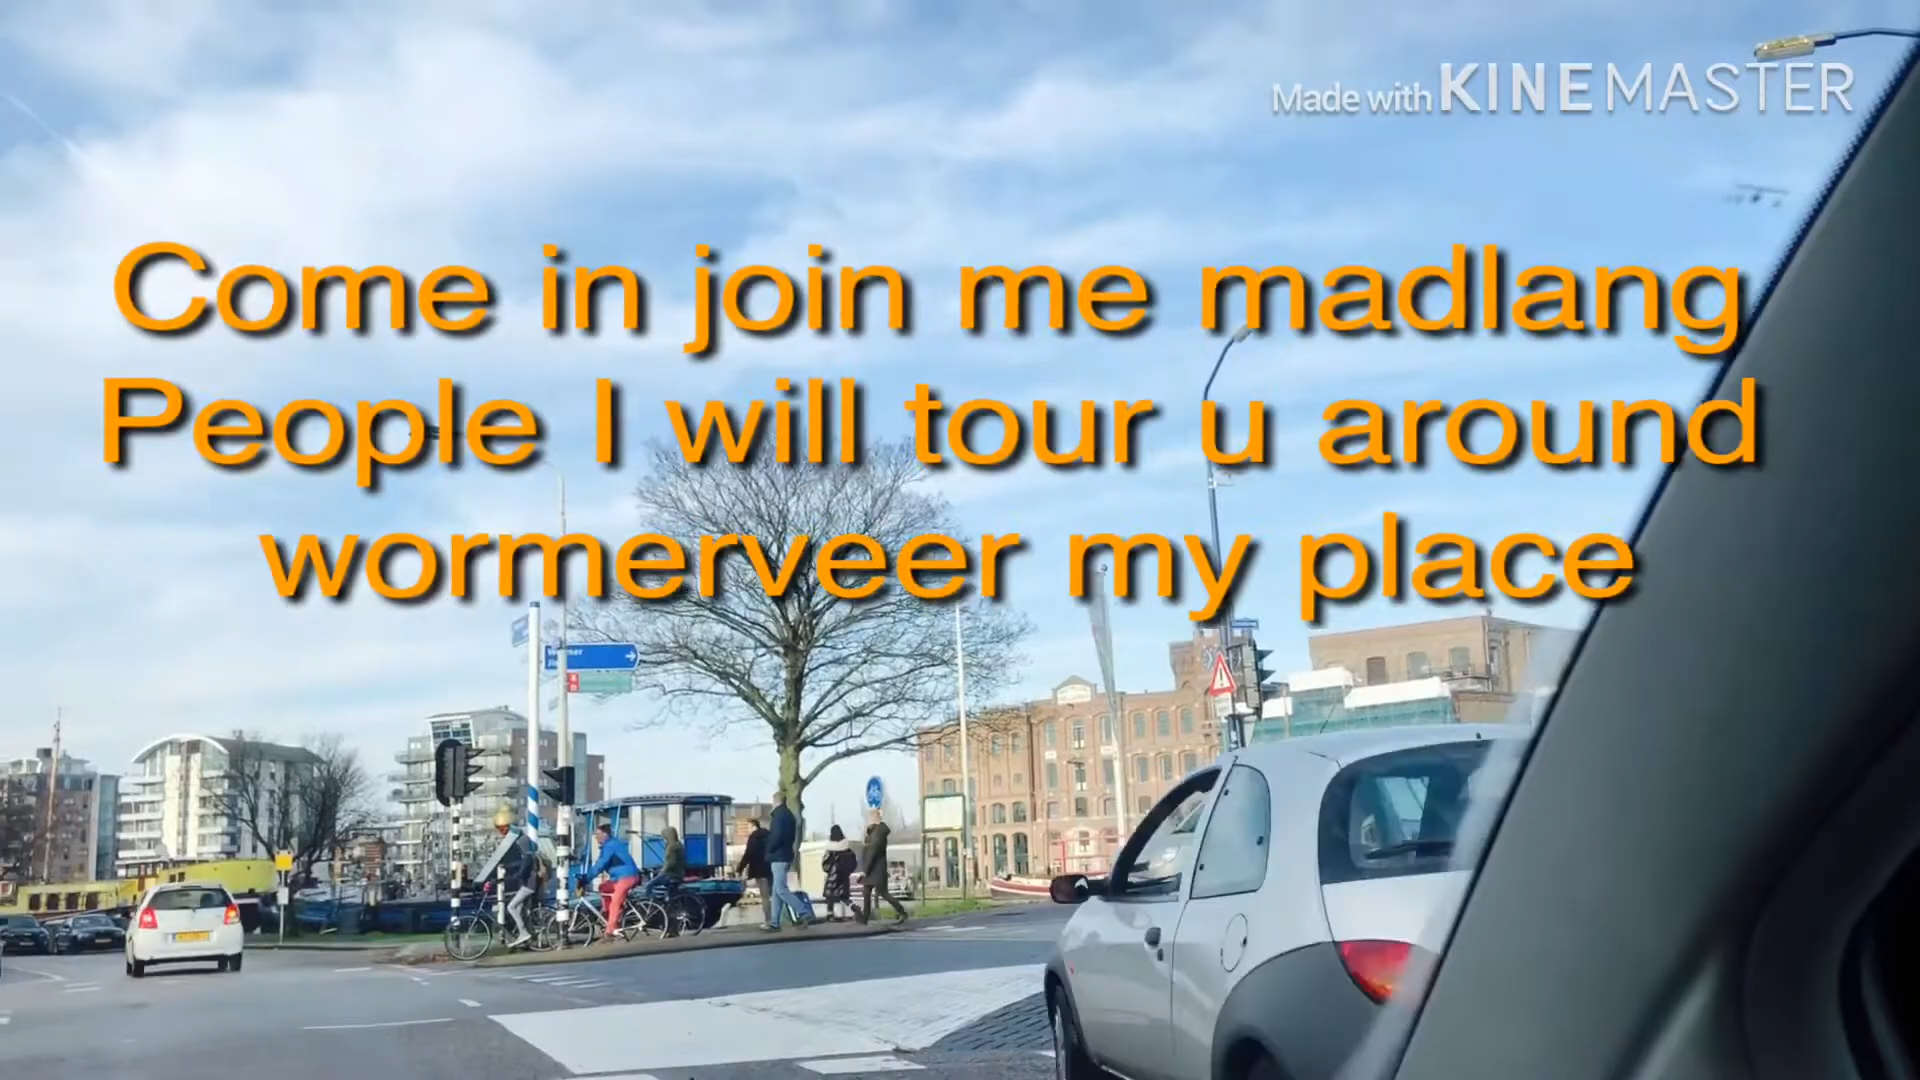 Made with KINEMASTER
Come in join me madlang
People I will tour u around
wormerveer my place